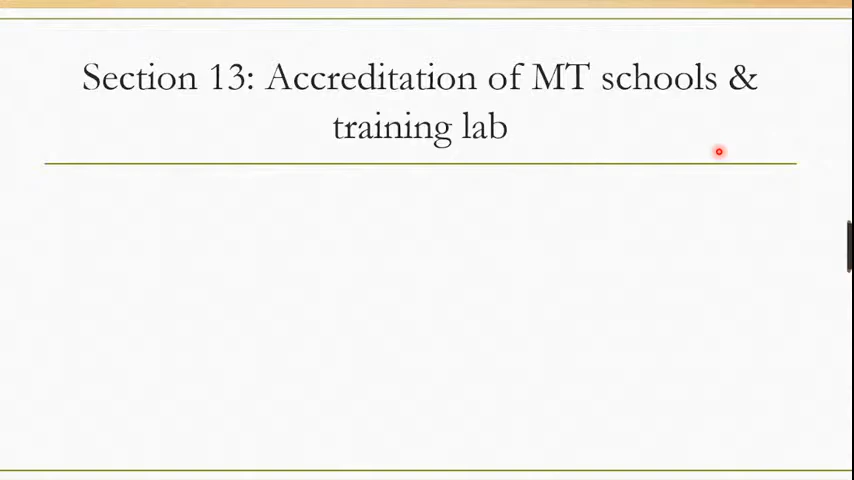 Section 13: Accreditation of MT schools &
training lab